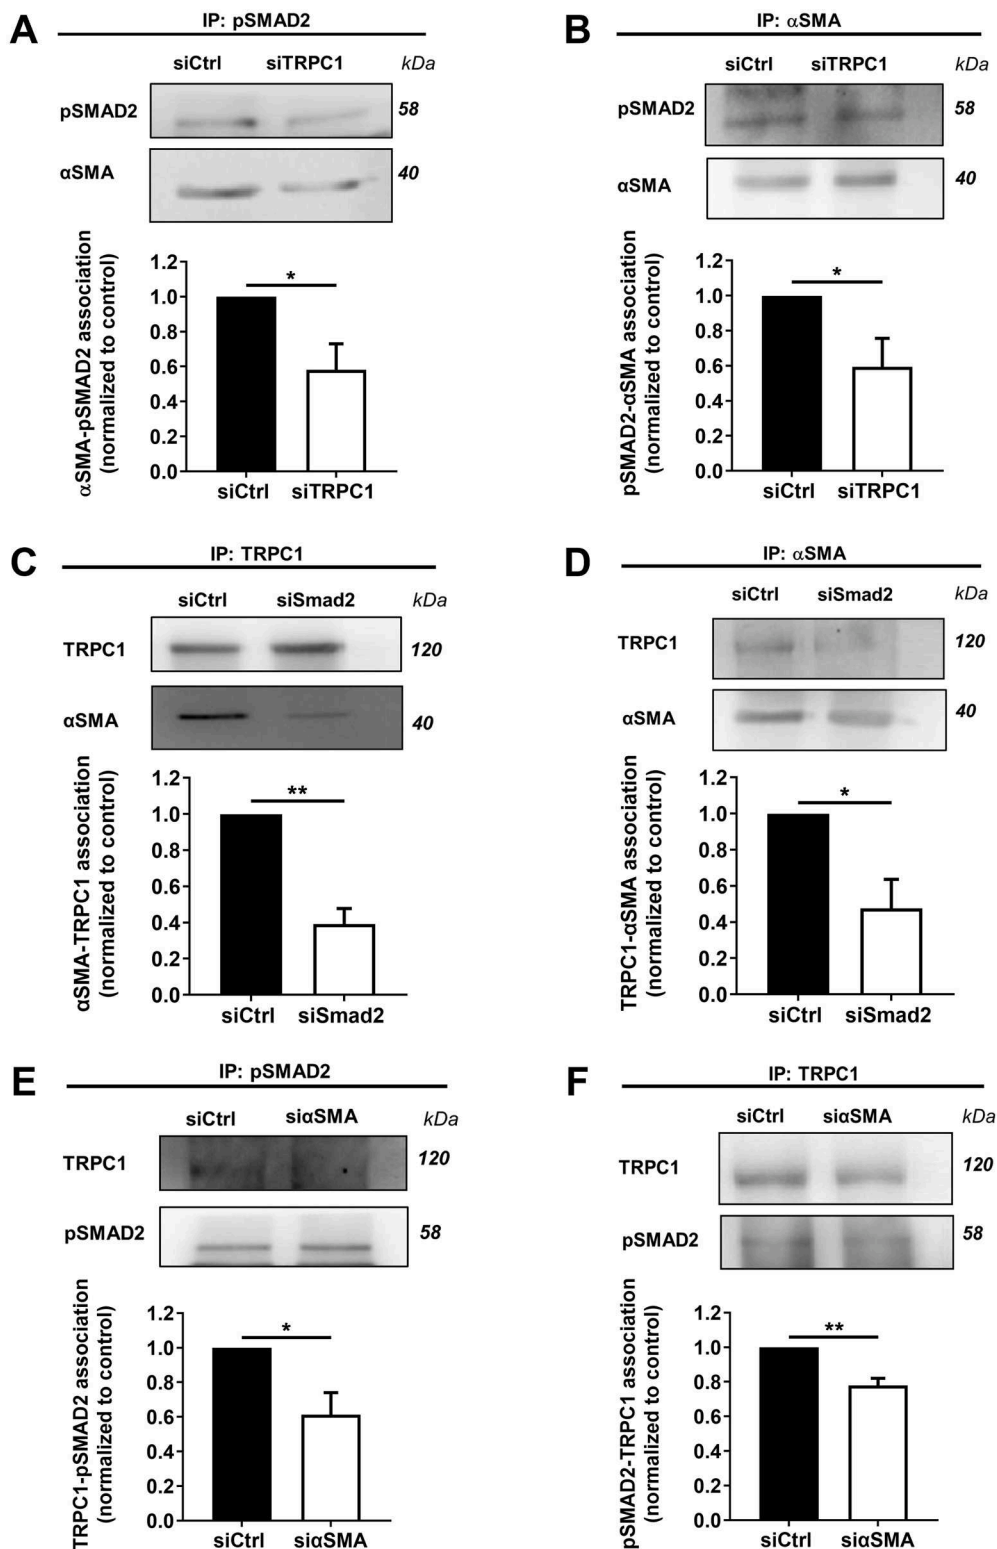 A
IP: pSMAD2
siCtrl siTRPC1 kDa
pSMAD2 58
αSMA 40
αSMA-pSMAD2 association
(normalized to control)
1.2
1.0
0.8
0.6
0.4
0.2
0.0
*
siCtrl siTRPC1
B
IP: αSMA
siCtrl siTRPC1 kDa
pSMAD2 58
αSMA 40
pSMAD2-αSMA association
(normalized to control)
1.2
1.0
0.8
0.6
0.4
0.2
0.0
*
siCtrl siTRPC1
C
IP: TRPC1
siCtrl siSmad2 kDa
TRPC1 120
αSMA 40
αSMA-TRPC1 association
(normalized to control)
1.2
1.0
0.8
0.6
0.4
0.2
0.0
**
siCtrl siSmad2
D
IP: αSMA
siCtrl siSmad2 kDa
TRPC1 120
αSMA 40
TRPC1-αSMA association
(normalized to control)
1.2
1.0
0.8
0.6
0.4
0.2
0.0
*
siCtrl siSmad2
E
IP: pSMAD2
siCtrl siαSMA kDa
TRPC1 120
pSMAD2 58
TRPC1-pSMAD2 association
(normalized to control)
1.2
1.0
0.8
0.6
0.4
0.2
0.0
*
siCtrl siαSMA
F
IP: TRPC1
siCtrl siαSMA kDa
TRPC1 120
pSMAD2 58
pSMAD2-TRPC1 association
(normalized to control)
1.2
1.0
0.8
0.6
0.4
0.2
0.0
**
siCtrl siαSMA